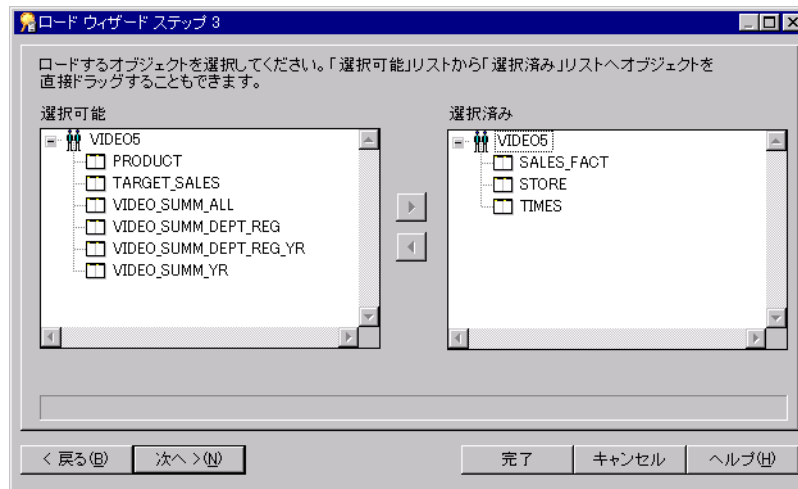 ロード ウィザード ステップ 3
ロードするオブジェクトを選択してください。「選択可能」リストから「選択済み」リストへオブジェクトを
直接ドラッグすることもできます。
選択可能
VIDEO5
PRODUCT
TARGET_SALES
VIDEO_SUMM_ALL
VIDEO_SUMM_DEPT_REG
VIDEO_SUMM_DEPT_REG_YR
VIDEO_SUMM_YR
選択済み
VIDEO5
SALES_FACT
STORE
TIMES
< 戻る(B) 次へ >(N) 完了 キャンセル ヘルプ(H)